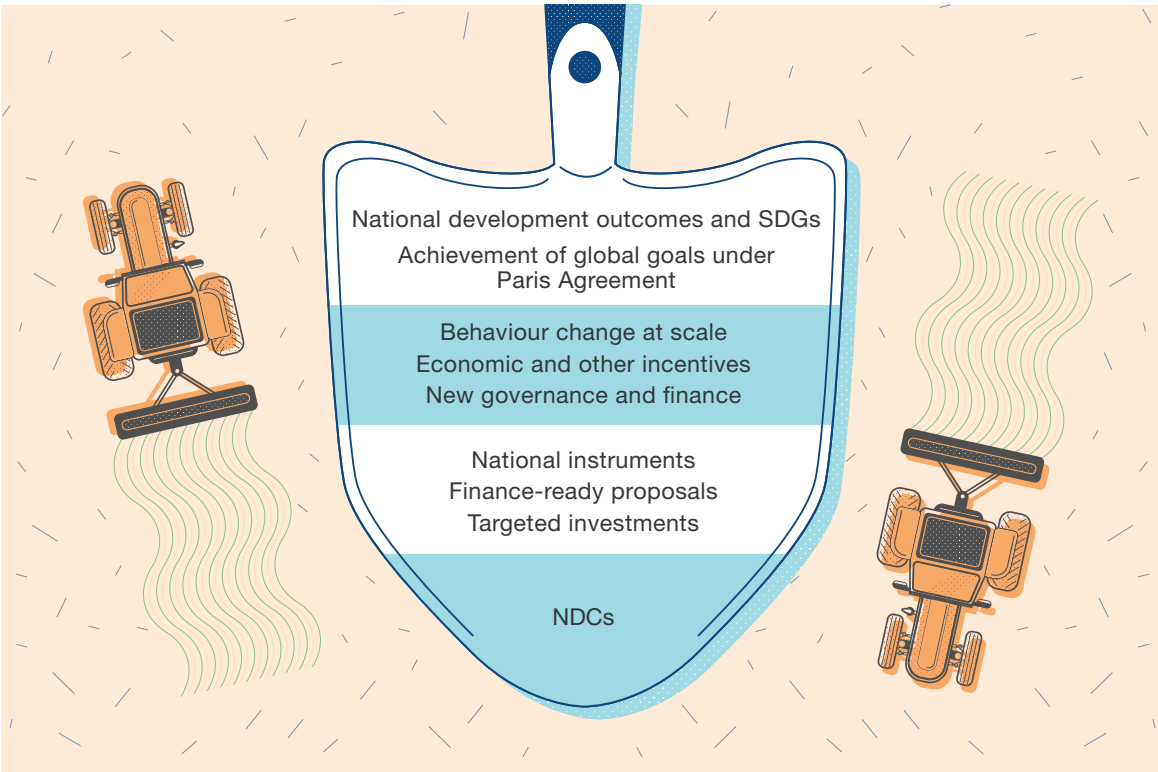 National development outcomes and SDGs
Achievement of global goals under
Paris Agreement
Behaviour change at scale
Economic and other incentives
New governance and finance
National instruments
Finance-ready proposals
Targeted investments
NDCs